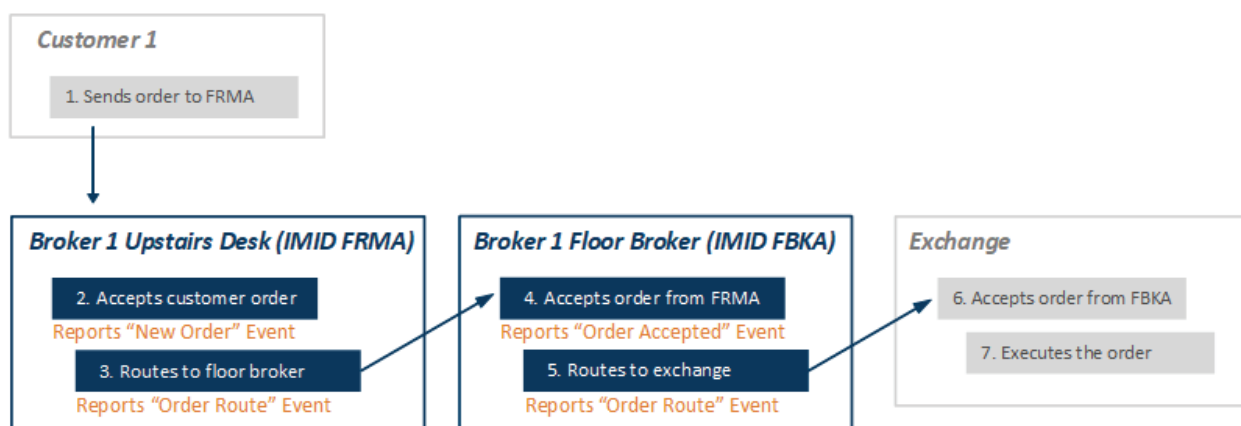 Customer 1
1. Sends order to FRMA
Broker 1 Upstairs Desk (IMID FRMA)
2. Accepts customer order
Reports “New Order” Event
3. Routes to floor broker
Reports “Order Route” Event
Broker 1 Floor Broker (IMID FBKA)
4. Accepts order from FRMA
Reports “Order Accepted” Event
5. Routes to exchange
Reports “Order Route” Event
Exchange
6. Accepts order from FBKA
7. Executes the order